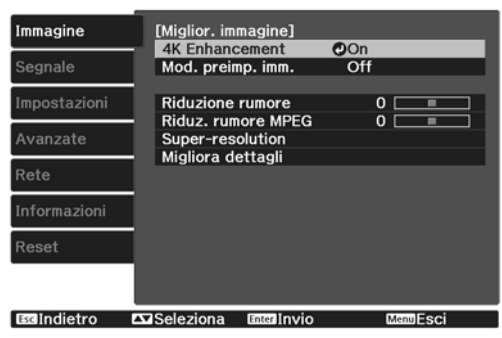 Immagine
Segnale
Impostazioni
Avanzate
Rete
Informazioni
Reset
[Miglior. immagine]
4K Enhancement On
Mod. preimp. imm. Off
Riduzione rumore 0
Riduz. rumore MPEG 0
Super-resolution
Migliora dettagli
Esc Indietro Seleziona Enter Invio Menu Esci